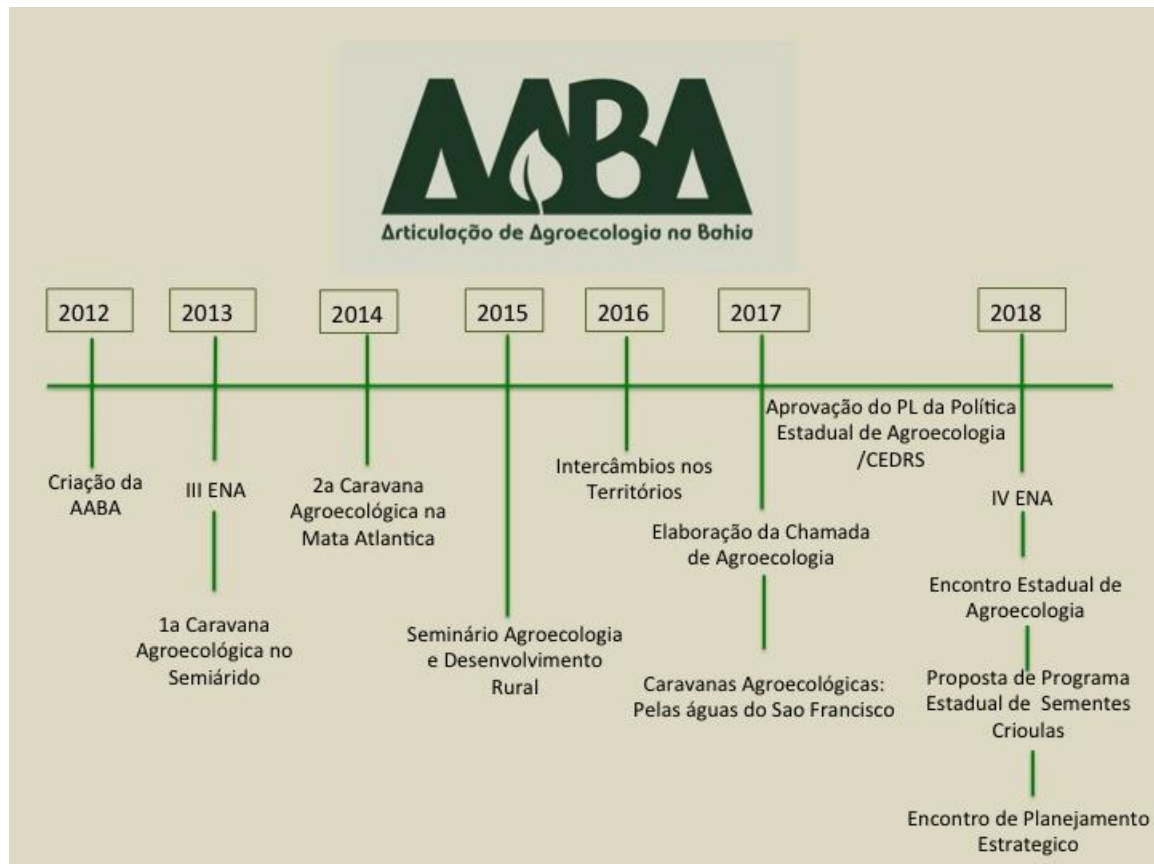 AABA
Articulação de Agroecologia na Bahia
2012
2013
2014
2015
2016
2017
2018
Criação da
AABA
III ENA
1a Caravana
Agroecológica no
Semiárido
2a Caravana
Agroecológica na
Mata Atlantica
Seminário Agroecologia
e Desenvolvimento
Rural
Intercâmbios nos
Territórios
Aprovação do PL da Política
Estadual de Agroecologia
/CEDRS
Elaboração da Chamada
de Agroecologia
Caravanas Agroecológicas:
Pelas águas do Sao Francisco
IV ENA
Encontro Estadual de
Agroecologia
Proposta de Programa
Estadual de Sementes
Crioulas
Encontro de Planejamento
Estrategico